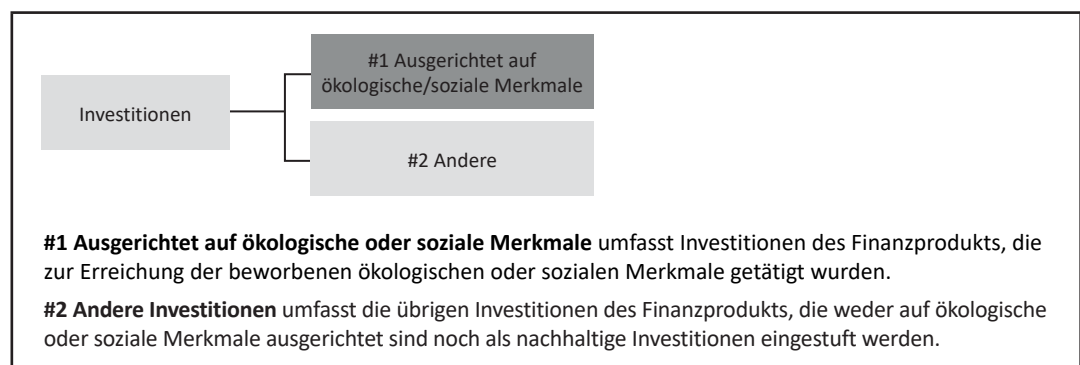 #1 Ausgerichtet auf
ökologische/soziale Merkmale
Investitionen
#2 Andere
#1 Ausgerichtet auf ökologische oder soziale Merkmale umfasst Investitionen des Finanzprodukts, die
zur Erreichung der beworbenen ökologischen oder sozialen Merkmale getätigt wurden.
#2 Andere Investitionen umfasst die übrigen Investitionen des Finanzprodukts, die weder auf ökologische
oder soziale Merkmale ausgerichtet sind noch als nachhaltige Investitionen eingestuft werden.